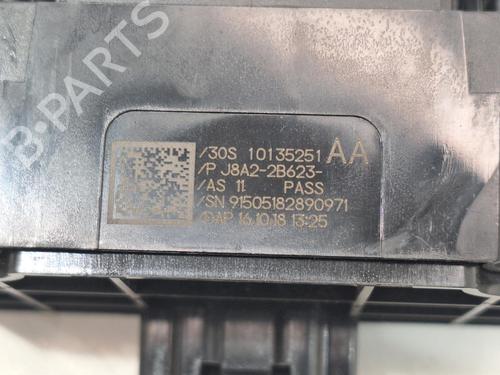 /30S 10135251 AA
/P J8A2-2B623-
/AS 11 PASS
/SN 91505182890971
/DAP 16.10.18 13:25
B-PARTS